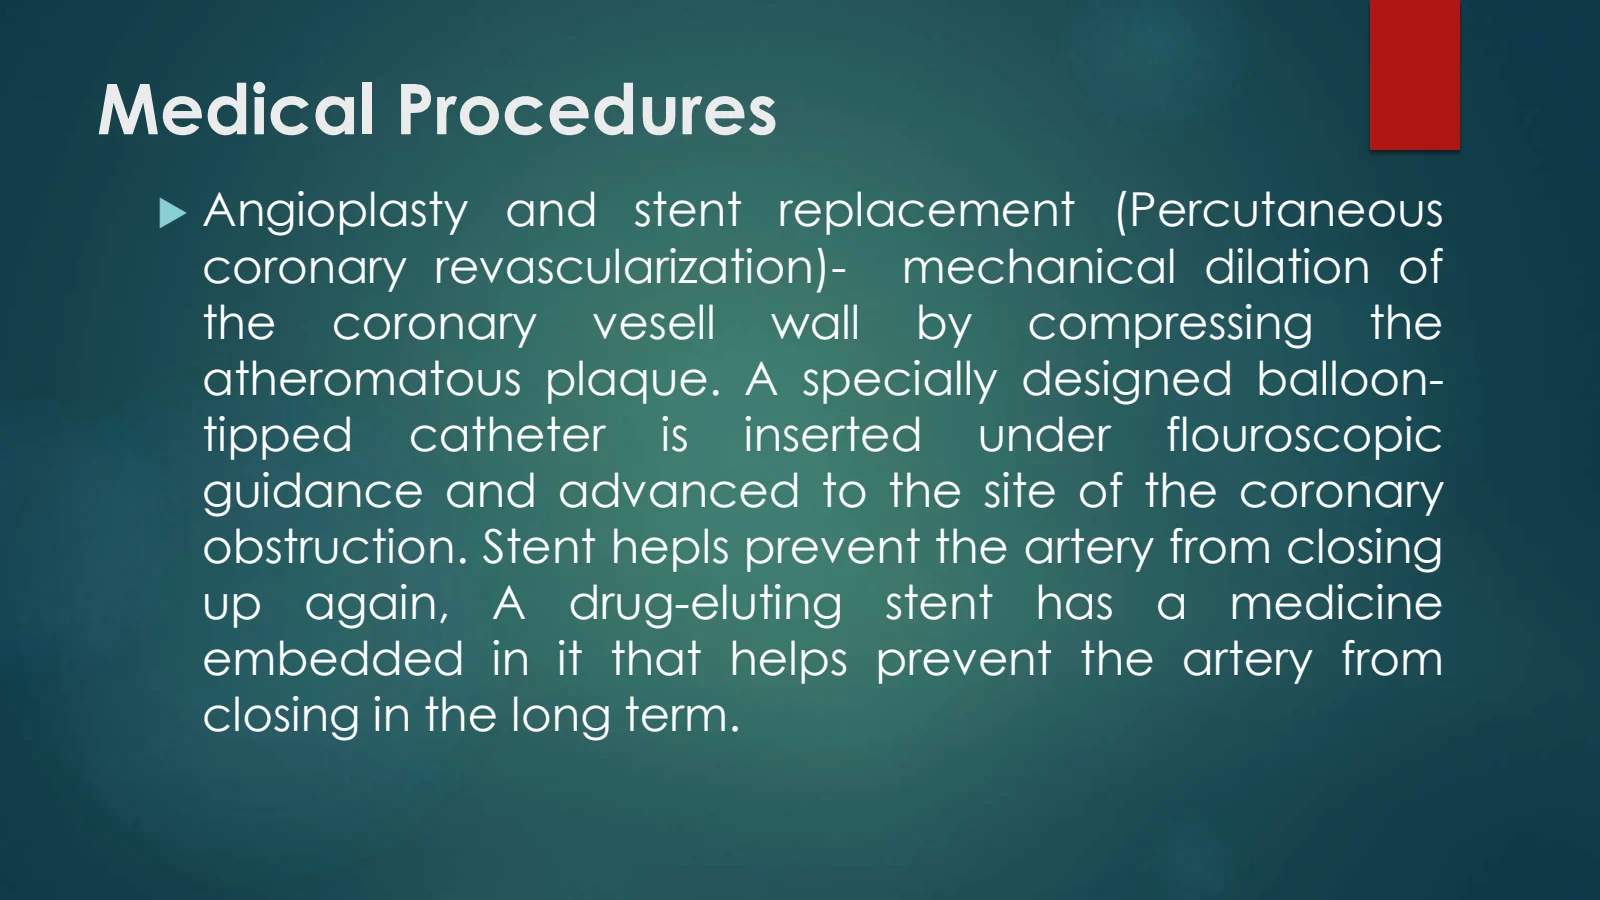 Medical Procedures
Angioplasty and stent replacement (Percutaneous
coronary revascularization)- mechanical dilation of
the coronary vesell wall by compressing the
atheromatous plaque. A specially designed balloon-
tipped catheter is inserted under flouroscopic
guidance and advanced to the site of the coronary
obstruction. Stent hepls prevent the artery from closing
up again, A drug-eluting stent has a medicine
embedded in it that helps prevent the artery from
closing in the long term.